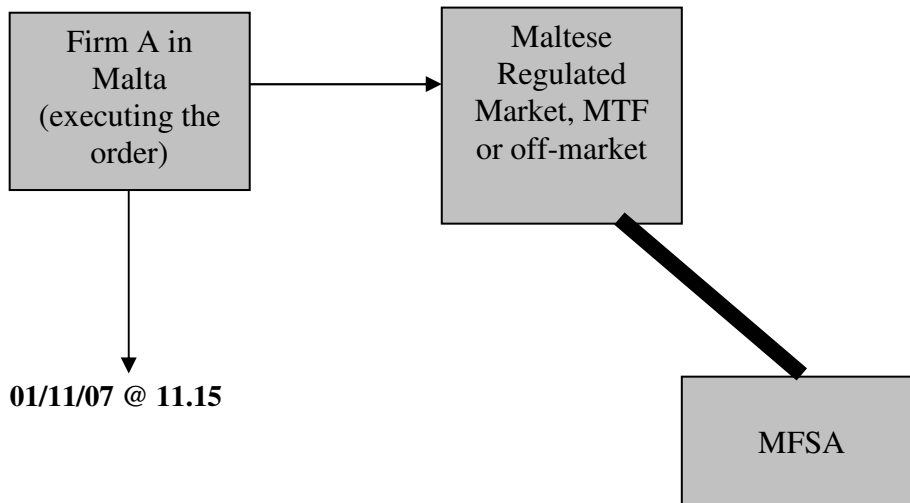 Firm A in
Malta
(executing the
order)
Maltese
Regulated
Market, MTF
or off-market
01/11/07 @ 11.15
MFSA